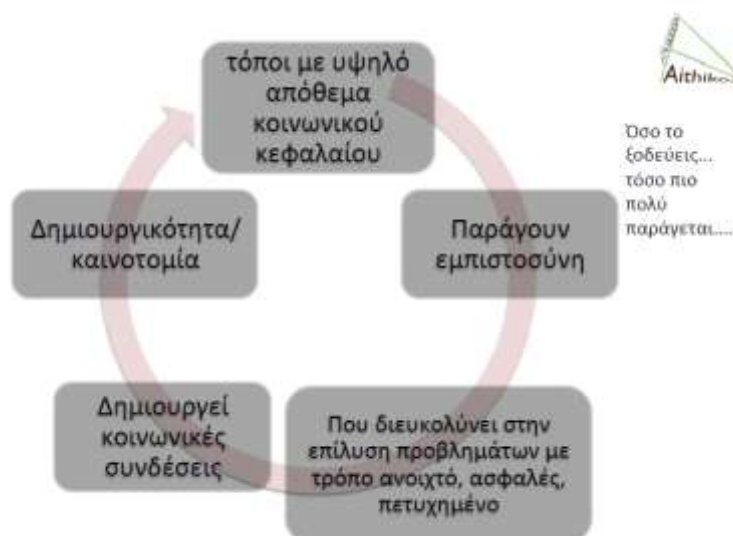 τόποι με υψηλό
απόθεμα
κοινωνικού
κεφαλαίου
Aithikos
Όσο το
ξοδεύεις...
τόσο πιο
πολύ
παράγεται....
Παράγουν
εμπιστοσύνη
Που διευκολύνει στην
επίλυση προβλημάτων με
τρόπο ανοιχτό, ασφαλές,
πετυχημένο
Δημιουργεί
κοινωνικές
συνδέσεις
Δημιουργικότητα/
καινοτομία